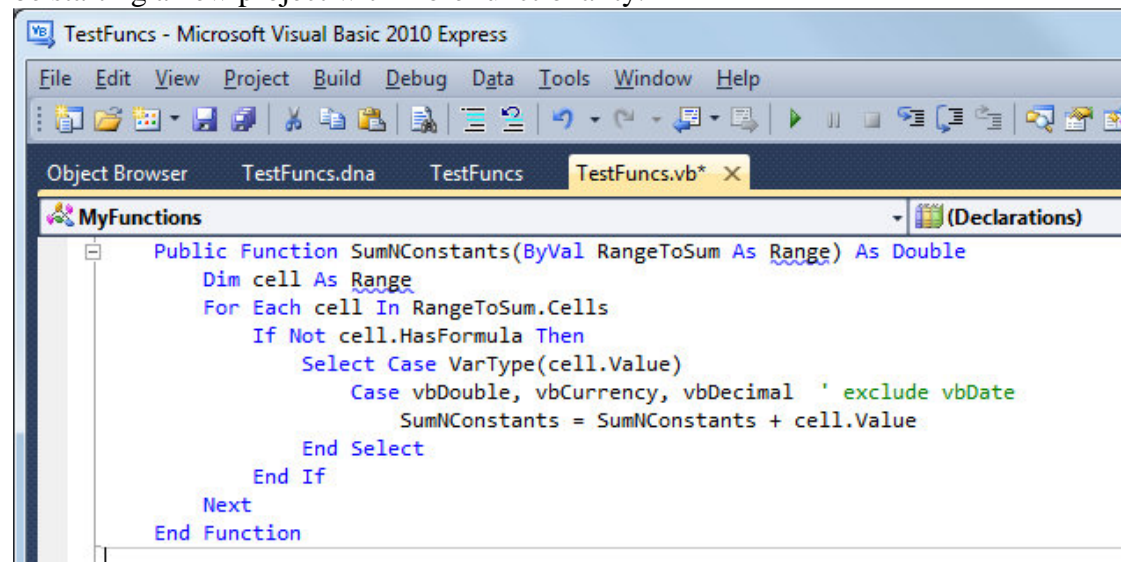 TestFuncs - Microsoft Visual Basic 2010 Express
File Edit View Project Build Debug Data Tools Window Help
Object Browser TestFuncs.dna TestFuncs TestFuncs.vb* ×
MyFunctions (Declarations)
Public Function SumNConstants(ByVal RangeToSum As Range) As Double
Dim cell As Range
For Each cell In RangeToSum.Cells
If Not cell.HasFormula Then
Select Case VarType(cell.Value)
Case vbDouble, vbCurrency, vbDecimal ' exclude vbDate
SumNConstants = SumNConstants + cell.Value
End Select
End If
Next
End Function